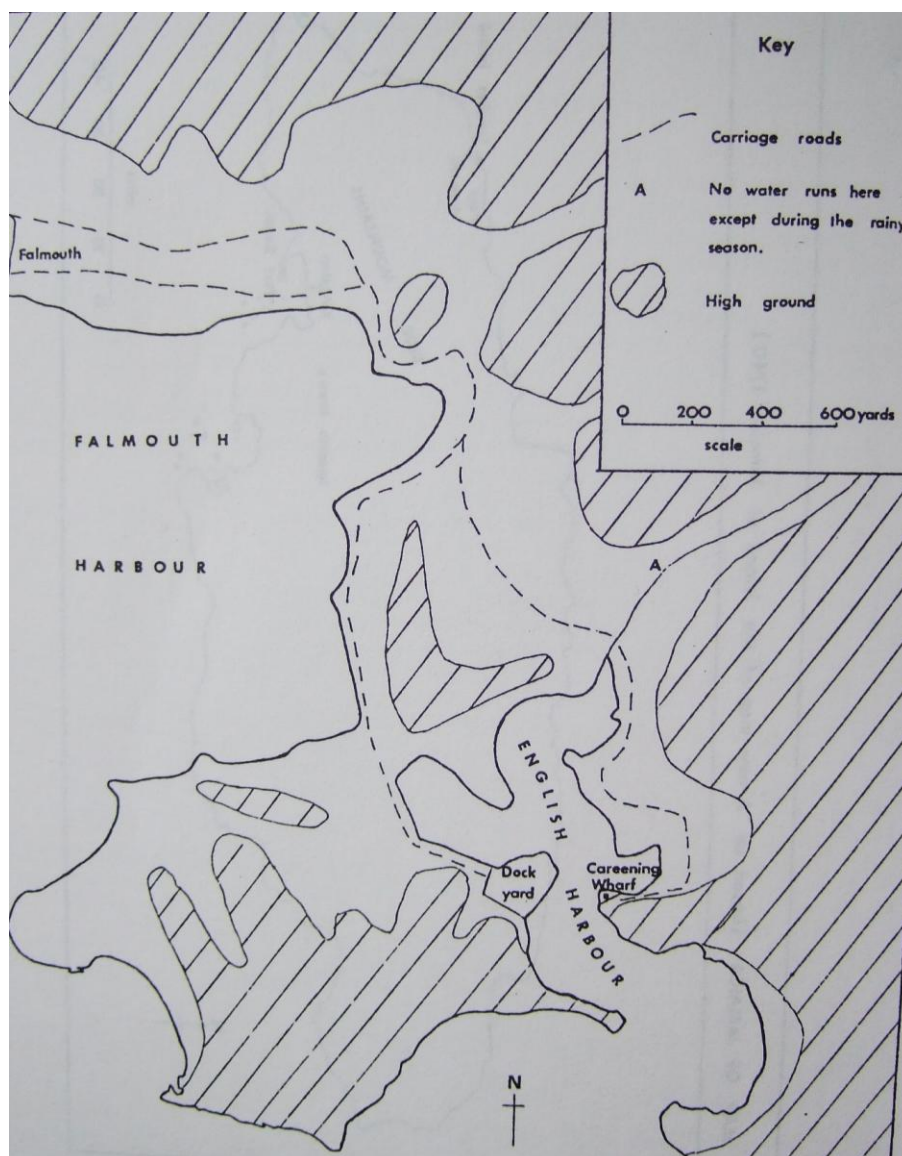 Key
Carriage roads
A
No water runs here
except during the rainy
season.
High ground
0 200 400 600 yards
scale
Falmouth
FALMOUTH
HARBOUR
A
ENGLISH
HARBOUR
Dock
yard
Careening
Wharf
N